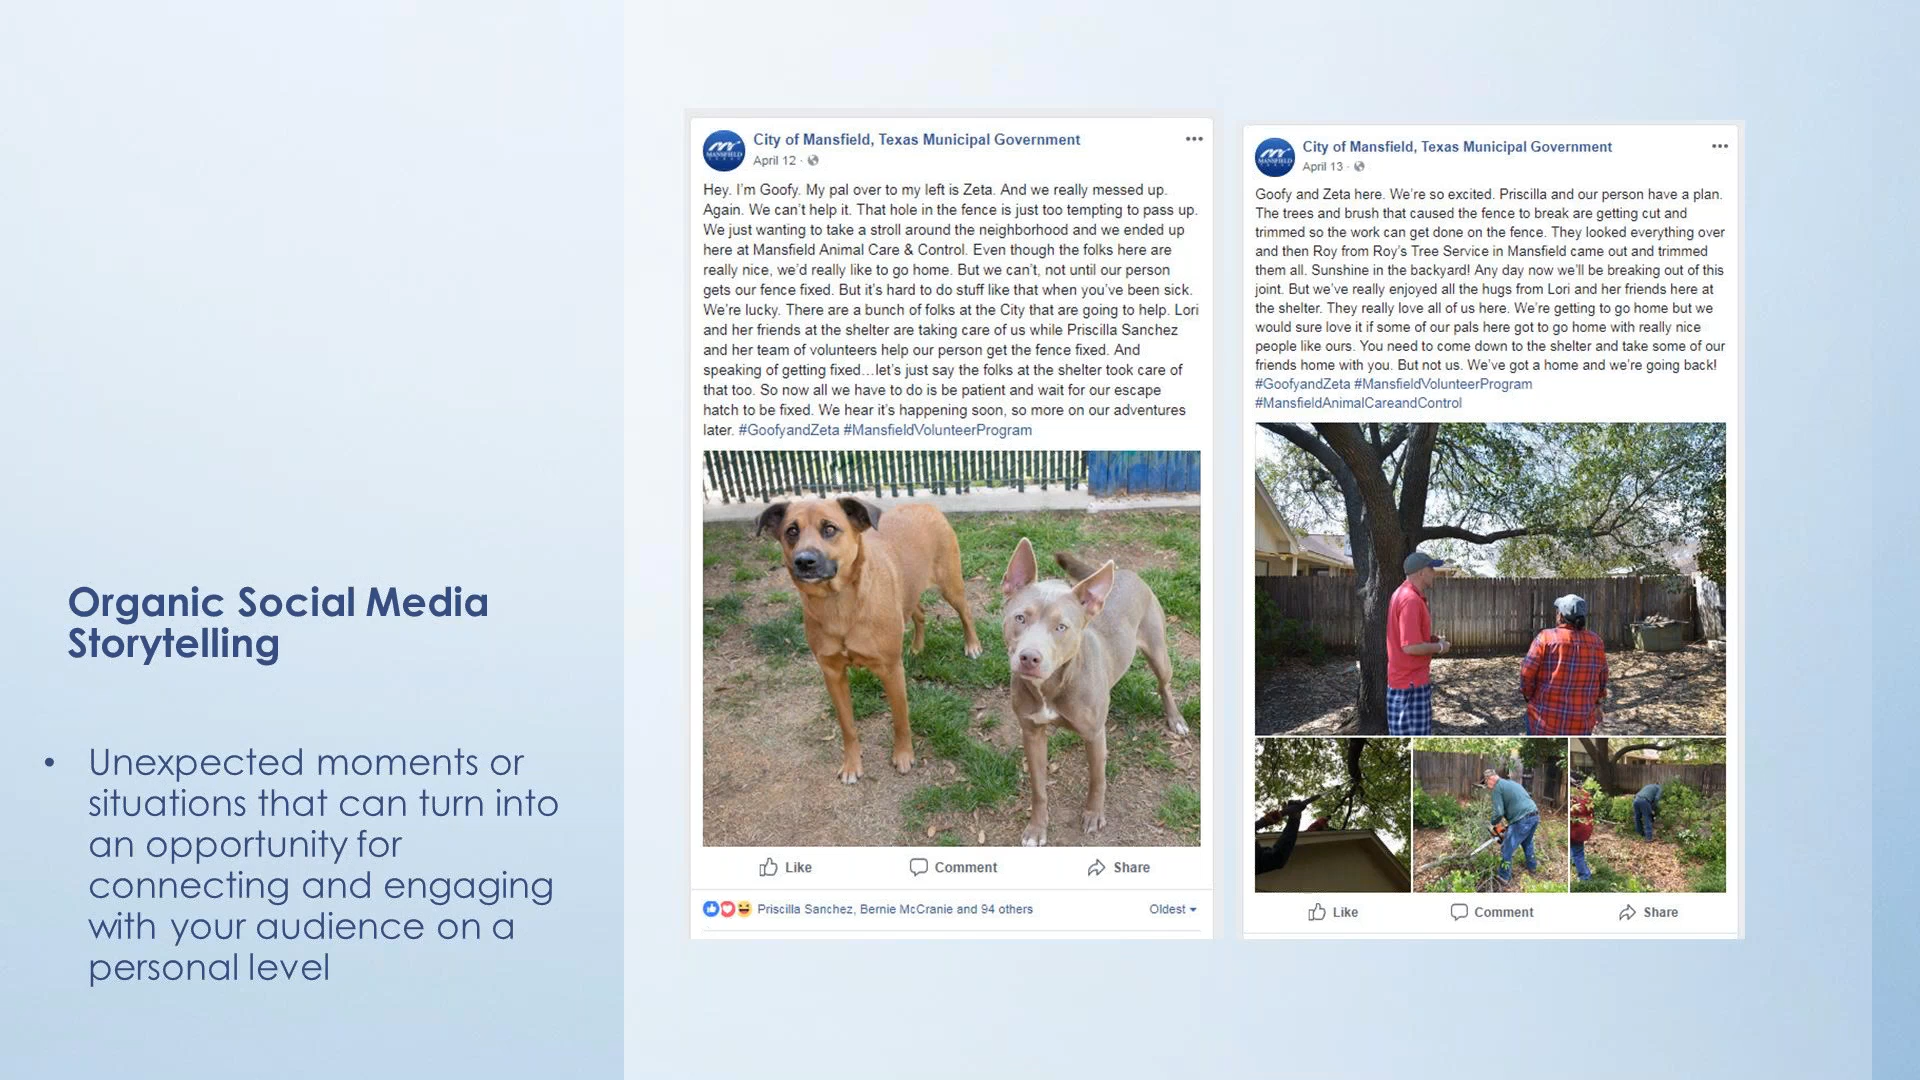 Organic Social Media
Storytelling
• Unexpected moments or
situations that can turn into
an opportunity for
connecting and engaging
with your audience on a
personal level
MANSFIELD
TEXAS
City of Mansfield, Texas Municipal Government
April 12 ·
Hey. I'm Goofy. My pal over to my left is Zeta. And we really messed up.
Again. We can't help it. That hole in the fence is just too tempting to pass up.
We just wanting to take a stroll around the neighborhood and we ended up
here at Mansfield Animal Care & Control. Even though the folks here are
really nice, we'd really like to go home. But we can't, not until our person
gets our fence fixed. But it's hard to do stuff like that when you've been sick.
We're lucky. There are a bunch of folks at the City that are going to help. Lori
and her friends at the shelter are taking care of us while Priscilla Sanchez
and her team of volunteers help our person get the fence fixed. And
speaking of getting fixed...let's just say the folks at the shelter took care of
that too. So now all we have to do is be patient and wait for our escape
hatch to be fixed. We hear it's happening soon, so more on our adventures
later. #GoofyandZeta #MansfieldVolunteerProgram
Like Comment Share
Priscilla Sanchez, Bernie McCranie and 94 others Oldest
MANSFIELD
TEXAS
City of Mansfield, Texas Municipal Government
April 13 ·
Goofy and Zeta here. We're so excited. Priscilla and our person have a plan.
The trees and brush that caused the fence to break are getting cut and
trimmed so the work can get done on the fence. They looked everything over
and then Roy from Roy's Tree Service in Mansfield came out and trimmed
them all. Sunshine in the backyard! Any day now we'll be breaking out of this
joint. But we've really enjoyed all the hugs from Lori and her friends here at
the shelter. They really love all of us here. We're getting to go home but we
would sure love it if some of our pals here got to go home with really nice
people like ours. You need to come down to the shelter and take some of our
friends home with you. But not us. We've got a home and we're going back!
#GoofyandZeta #MansfieldVolunteerProgram
#MansfieldAnimalCareandControl
Like Comment Share